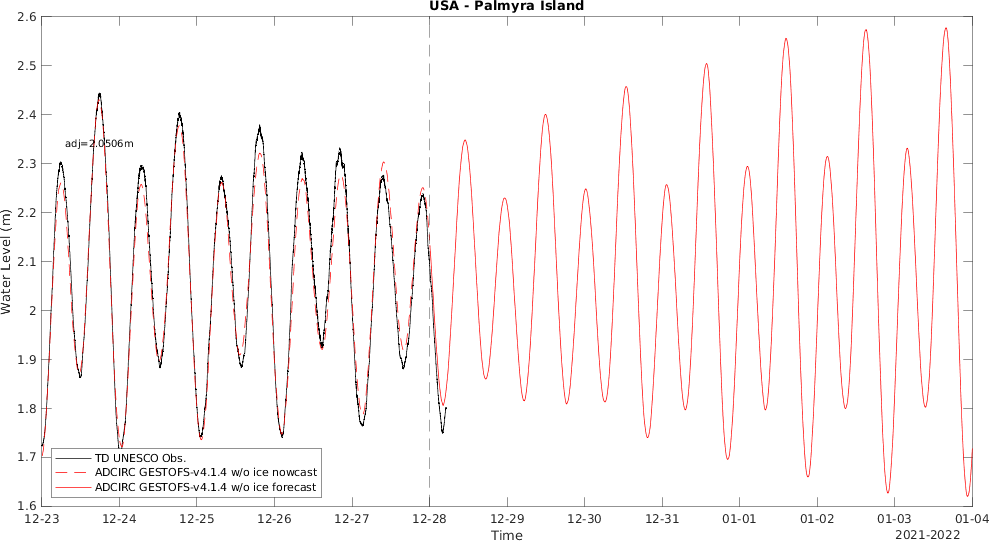 USA - Palmyra Island
2.6
2.5
2.4
2.3
2.2
2.1
2
1.9
1.8
1.7
1.6
Water Level (m)
adj=2.0506m
TD UNESCO Obs.
ADCIRC GESTOFS-v4.1.4 w/o ice nowcast
ADCIRC GESTOFS-v4.1.4 w/o ice forecast
12-23 12-24 12-25 12-26 12-27 12-28 12-29 12-30 12-31 01-01 01-02 01-03 01-04
Time
2021-2022